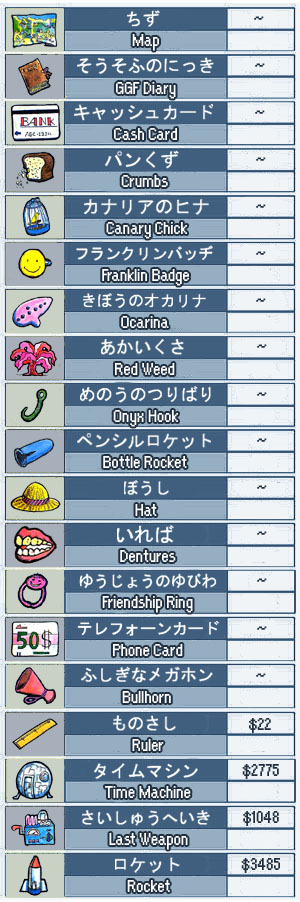 ちず ~
Map
そうそふのにっき ~
GGF Diary
キャッシュカード ~
BANK
ABC-1234
Cash Card
パンくず ~
Crumbs
カナリアのヒナ ~
Canary Chick
フランクリンバッヂ ~
Franklin Badge
きぼうのオカリナ ~
Ocarina
あかいくさ ~
Red Weed
めのうのつりばり ~
Onyx Hook
ペンシルロケット ~
Bottle Rocket
ぼうし ~
Hat
いれば ~
Dentures
ゆうじょうのゆびわ ~
Friendship Ring
テレフォーンカード ~
50$
Phone Card
ふしぎなメガホン ~
Bullhorn
ものさし $22
Ruler
タイムマシン $2775
Time Machine
さいしゅうへいき $1048
Last Weapon
ロケット $3485
Rocket